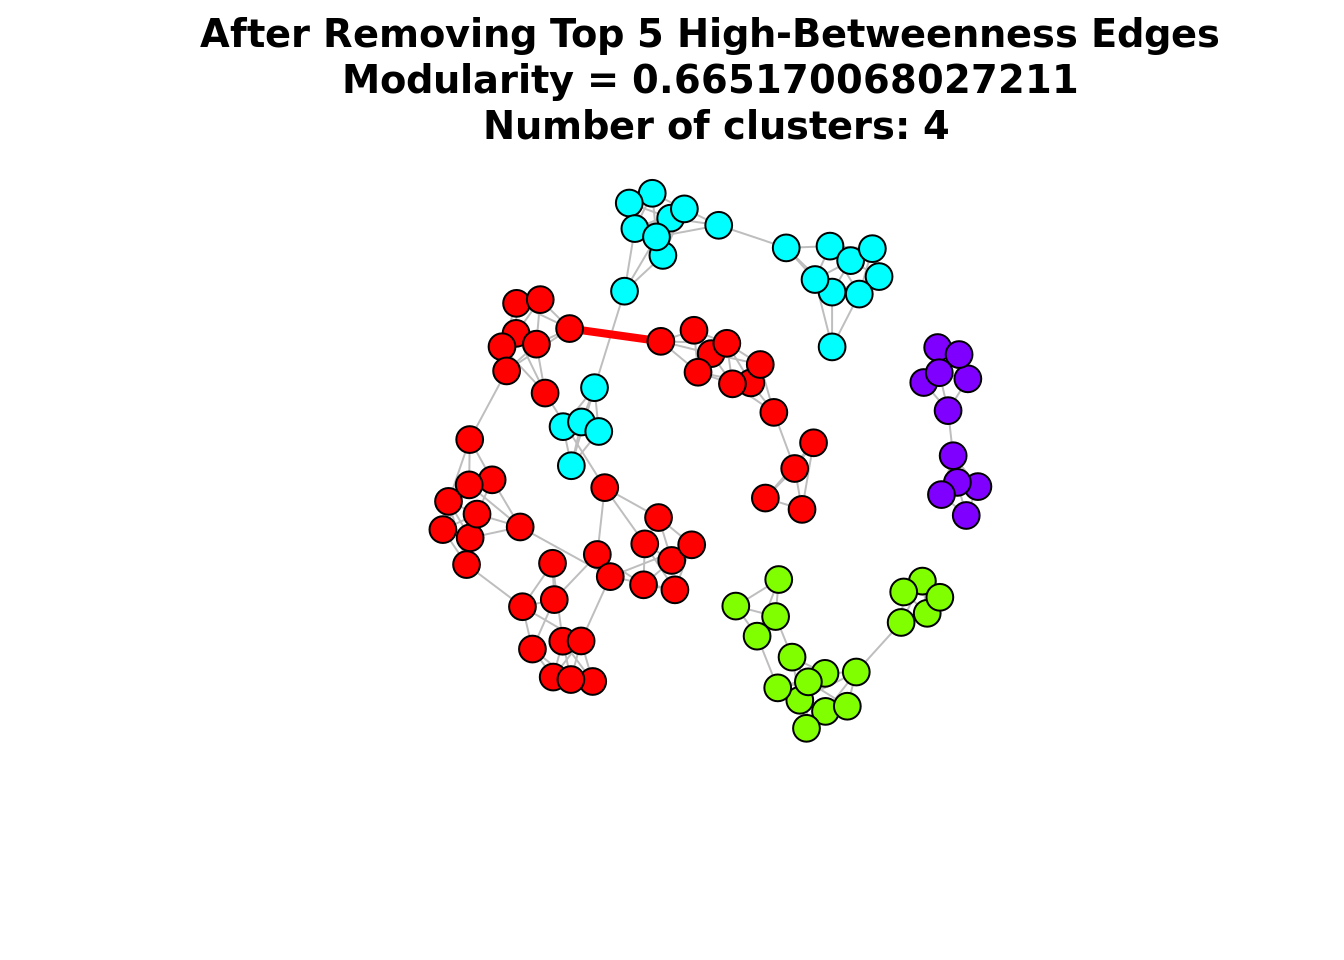 After Removing Top 5 High-Betweenness Edges
Modularity = 0.665170068027211
Number of clusters: 4